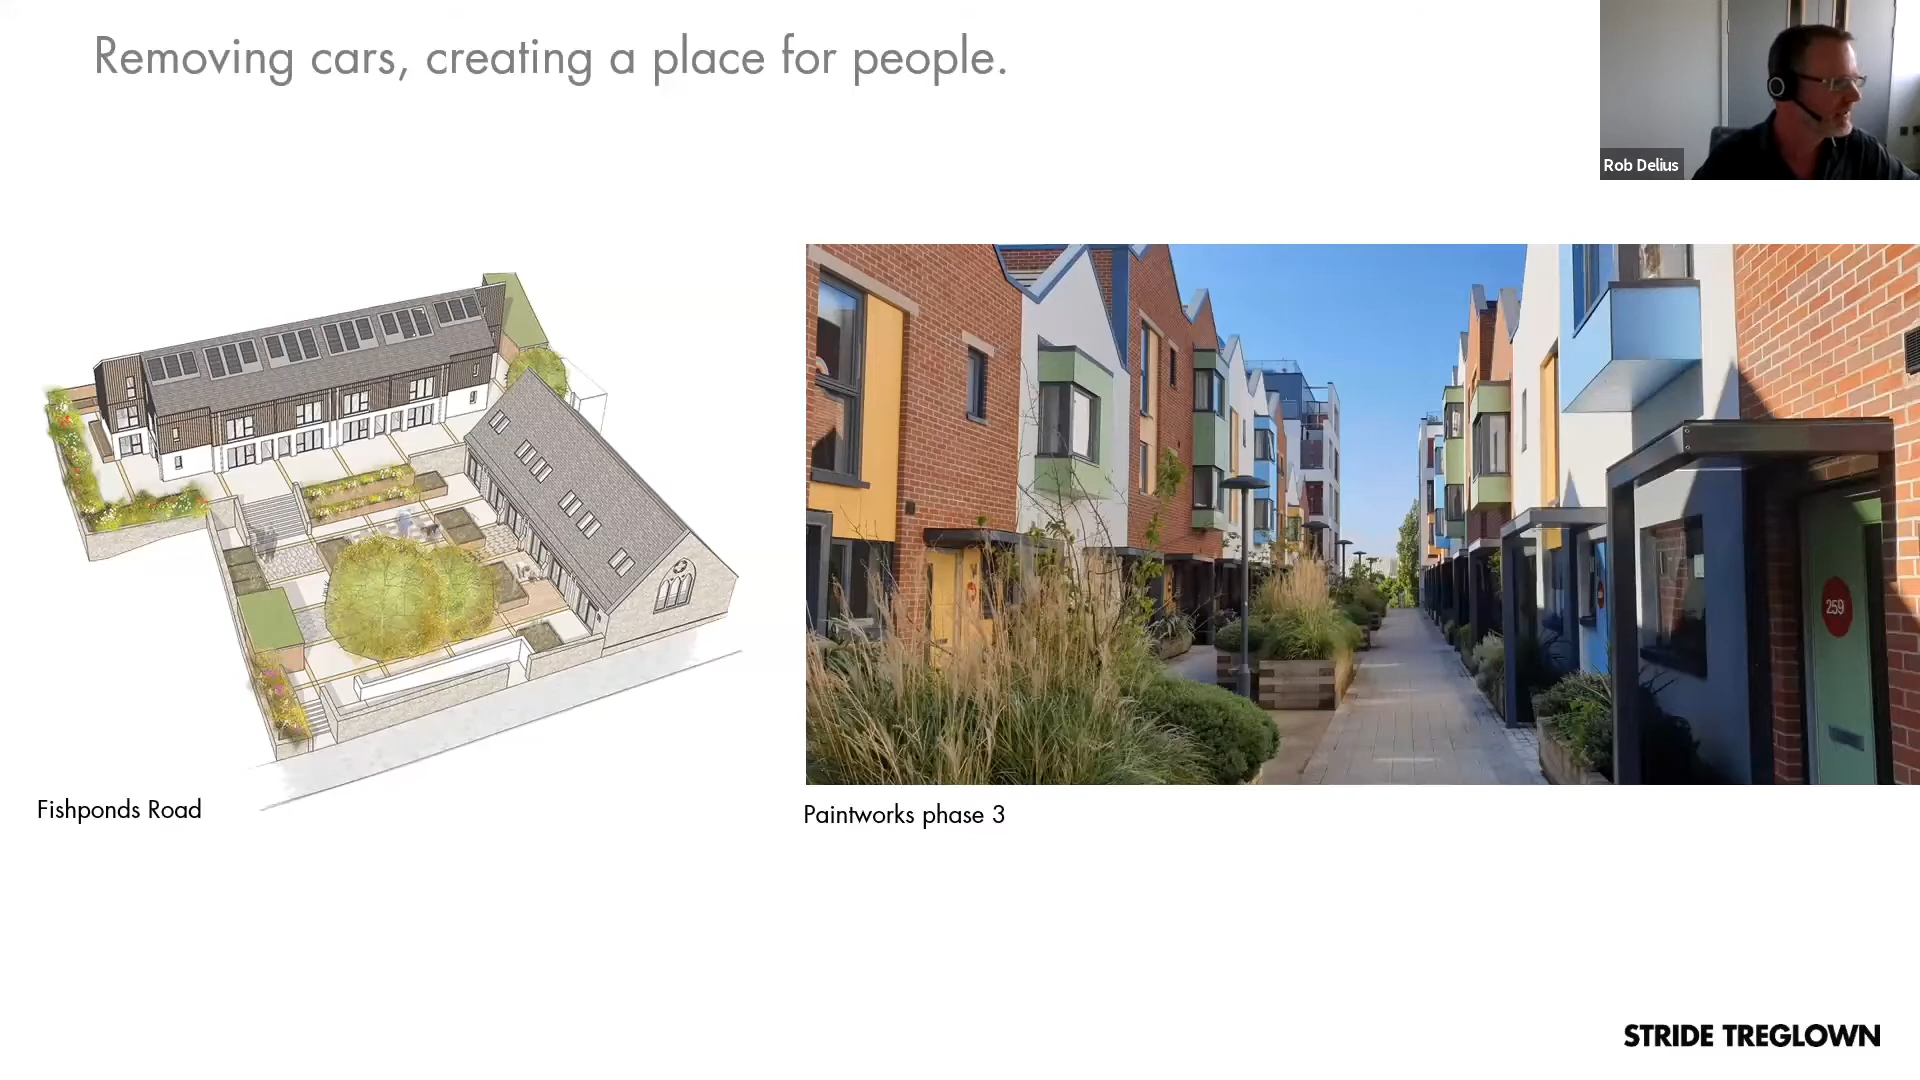 Removing cars, creating a place for people.
Rob Delius
259
Fishponds Road
Paintworks phase 3
STRIDE TREGLOWN